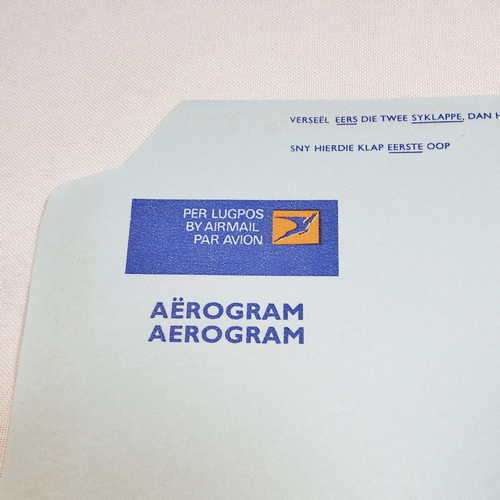 VERSEËL EERS DIE TWEE SYKLAPPE, DAN
SNY HIERDIE KLAP EERSTE OOP
PER LUGPOS
BY AIRMAIL
PAR AVION
AËROGRAM
AEROGRAM